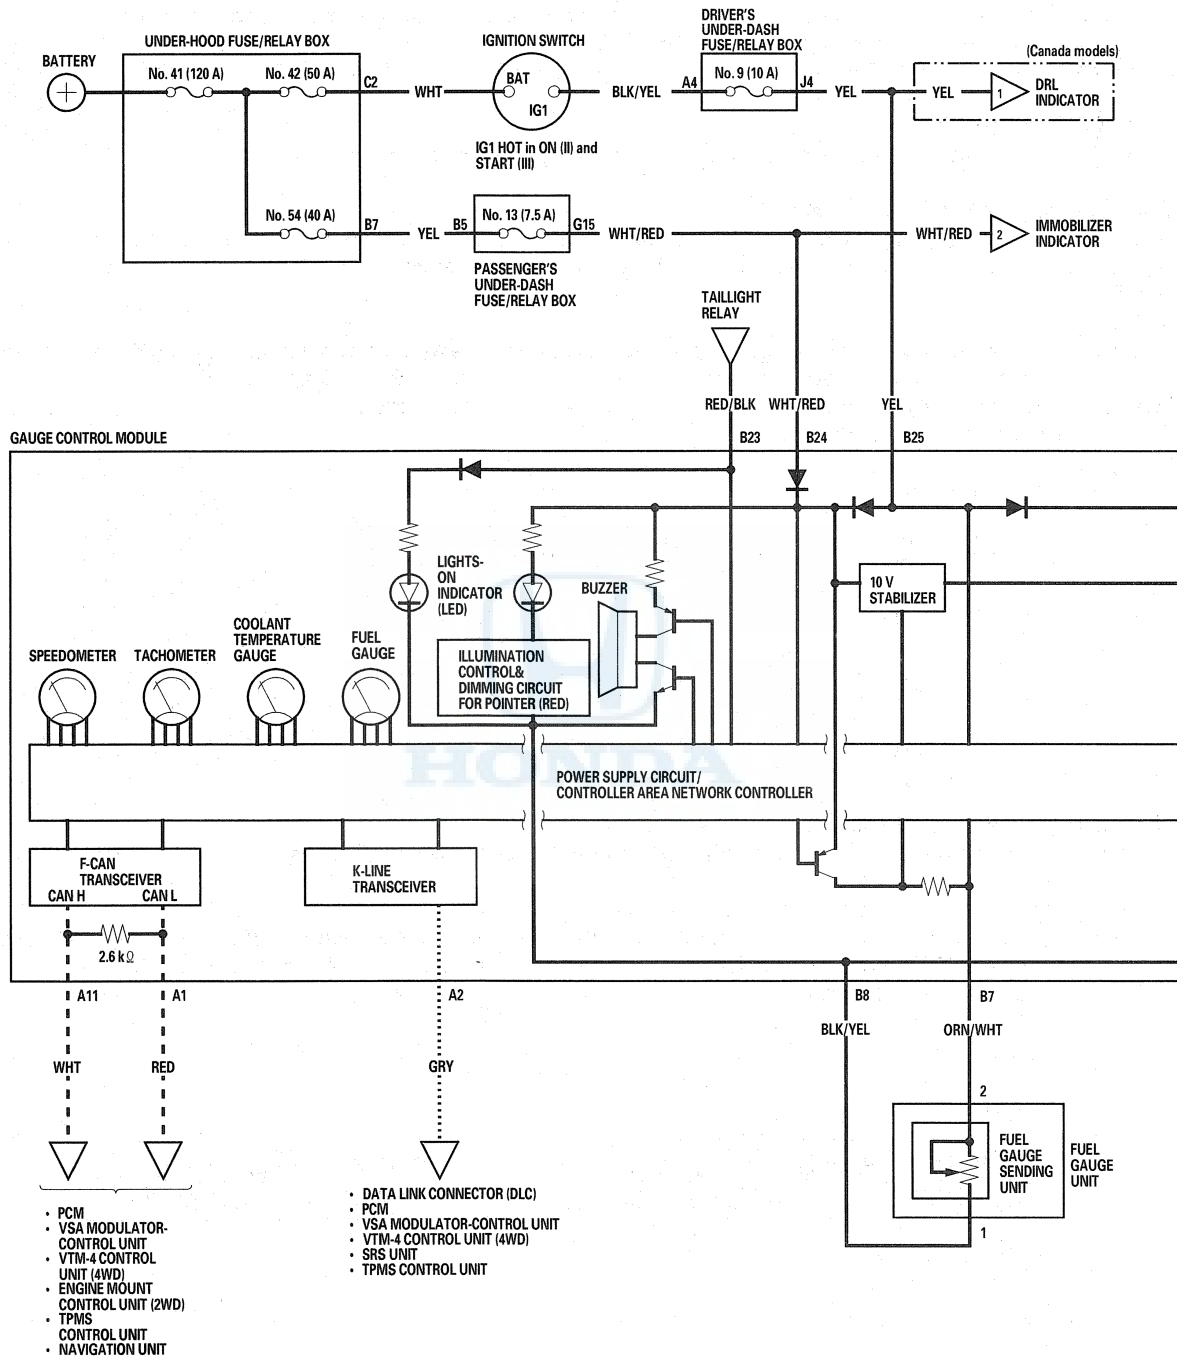 BATTERY
UNDER-HOOD FUSE/RELAY BOX
No. 41 (120 A)
No. 42 (50 A)
C2
WHT
IGNITION SWITCH
BAT
IG1
IG1 HOT in ON (II) and
START (III)
BLK/YEL
DRIVER'S
UNDER-DASH
FUSE/RELAY BOX
A4
No. 9 (10 A)
J4
YEL
(Canada models)
YEL
1
DRL
INDICATOR
No. 54 (40 A)
B7
YEL
B5
No. 13 (7.5 A)
G15
WHT/RED
WHT/RED
2
IMMOBILIZER
INDICATOR
PASSENGER'S
UNDER-DASH
FUSE/RELAY BOX
TAILLIGHT
RELAY
RED/BLK
WHT/RED
YEL
GAUGE CONTROL MODULE
B23
B24
B25
LIGHTS-
ON
INDICATOR
(LED)
BUZZER
10 V
STABILIZER
SPEEDOMETER
TACHOMETER
COOLANT
TEMPERATURE
GAUGE
FUEL
GAUGE
ILLUMINATION
CONTROL&
DIMMING CIRCUIT
FOR POINTER (RED)
HONDA
POWER SUPPLY CIRCUIT/
CONTROLLER AREA NETWORK CONTROLLER
F-CAN
TRANSCEIVER
CAN H
CAN L
K-LINE
TRANSCEIVER
2.6 k Ω
A11
A1
A2
B8
B7
WHT
RED
GRY
BLK/YEL
ORN/WHT
2
FUEL
GAUGE
SENDING
UNIT
FUEL
GAUGE
UNIT
1
• PCM
• VSA MODULATOR-
CONTROL UNIT
• VTM-4 CONTROL
UNIT (4WD)
• ENGINE MOUNT
CONTROL UNIT (2WD)
• TPMS
CONTROL UNIT
• NAVIGATION UNIT
• DATA LINK CONNECTOR (DLC)
• PCM
• VSA MODULATOR-CONTROL UNIT
• VTM-4 CONTROL UNIT (4WD)
• SRS UNIT
• TPMS CONTROL UNIT